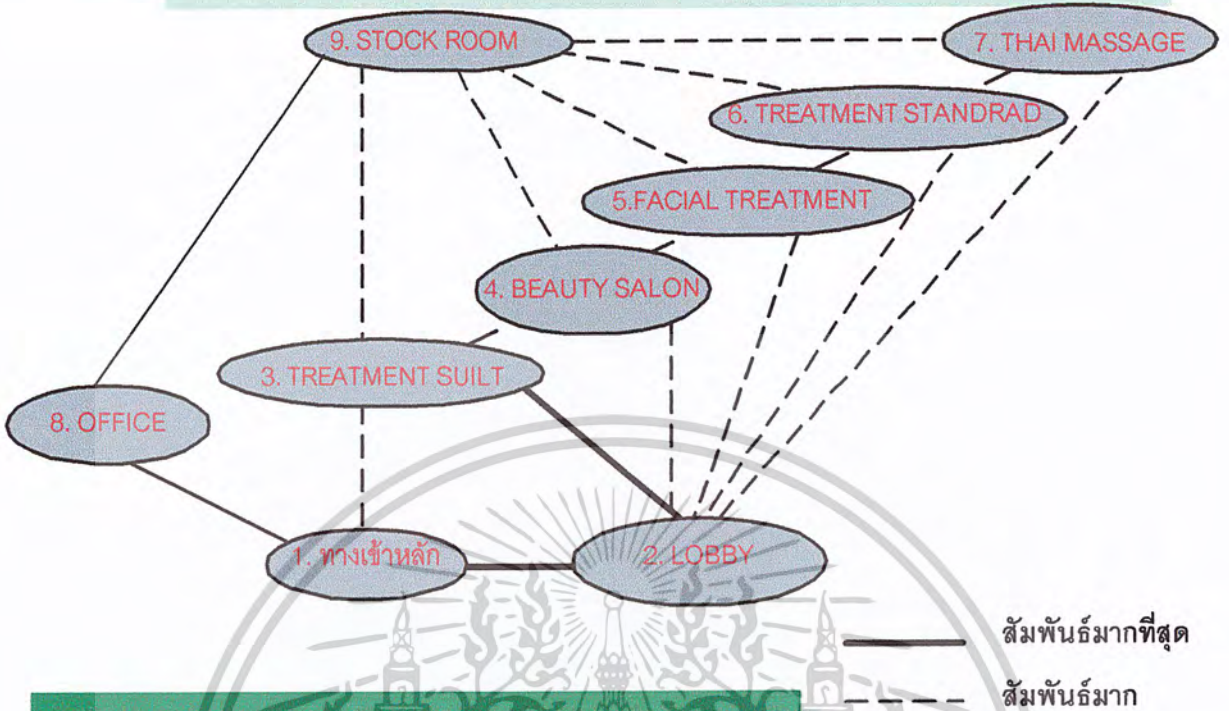 9. STOCK ROOM
7. THAI MASSAGE
6. TREATMENT STANDRAD
5.FACIAL TREATMENT
4. BEAUTY SALON
3. TREATMENT SUILT
8. OFFICE
1. ทางเข้าหลัก
2. LOBBY
สัมพันธ์มากที่สุด
สัมพันธ์มาก